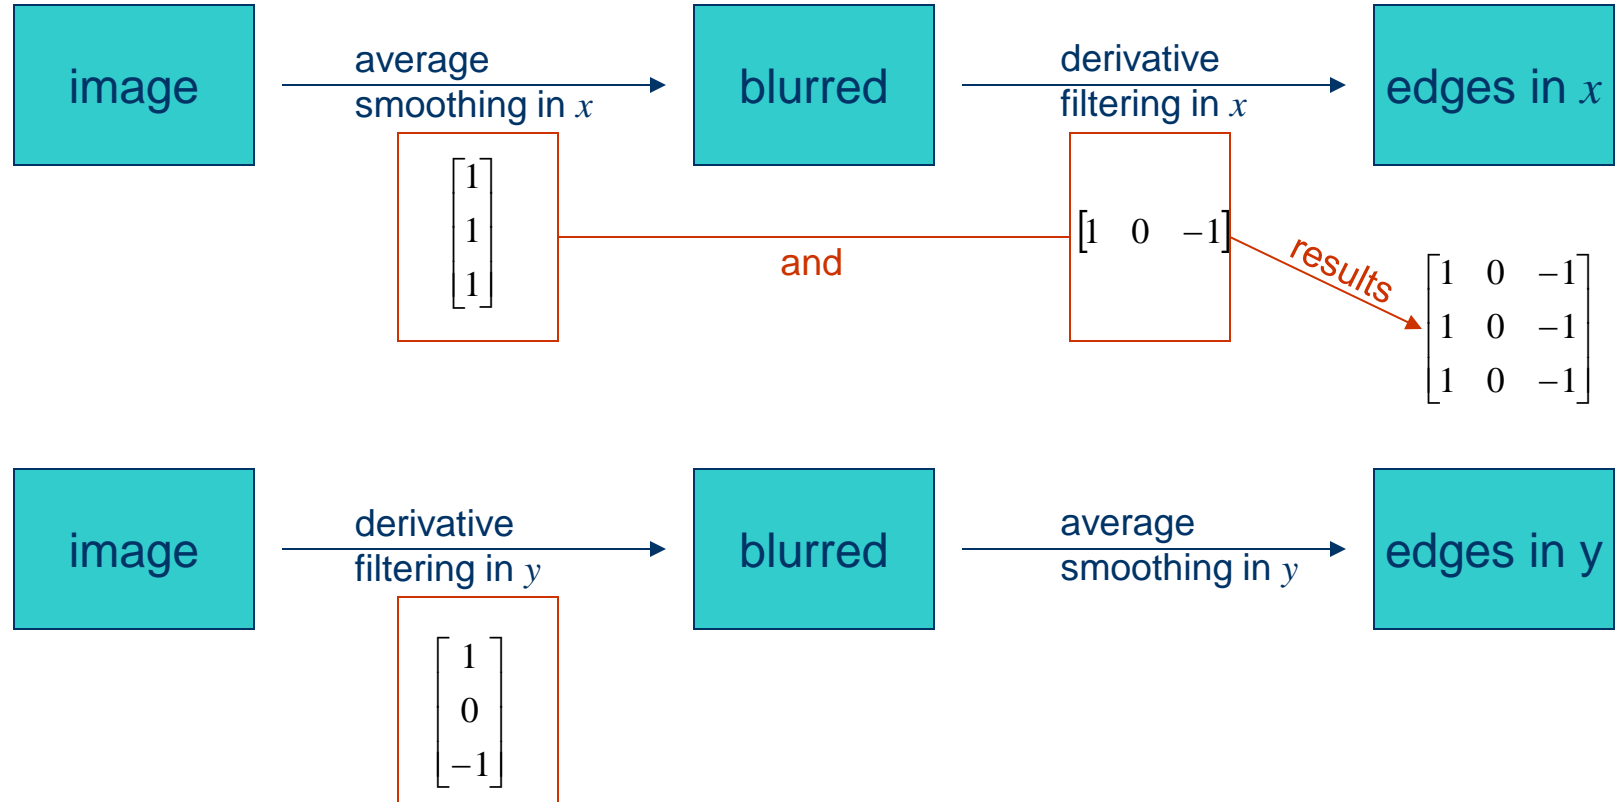 image
average
smoothing in x
blurred
derivative
filtering in x
edges in x
[1
1
1]
and
[1 0 −1]
results
[1 0 −1
1 0 −1
1 0 −1]
image
derivative
filtering in y
blurred
average
smoothing in y
edges in y
[1
0
−1]